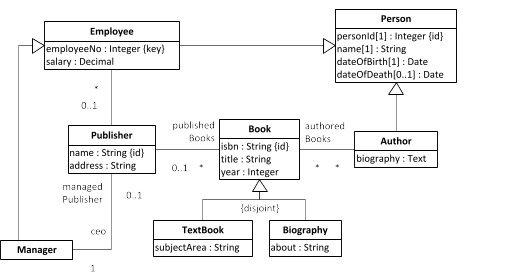 Person
personId[1] : Integer {id}
name[1] : String
dateOfBirth[1] : Date
dateOfDeath[0..1] : Date
Employee
employeeNo : Integer {key}
salary : Decimal
*
0..1
Publisher
name : String {id}
address : String
published
Books
0..1 *
Book
isbn : String {id}
title : String
year : Integer
authored
Books
* *
Author
biography : Text
managed
Publisher
0..1
{disjoint}
TextBook
subjectArea : String
Biography
about : String
ceo
Manager
1